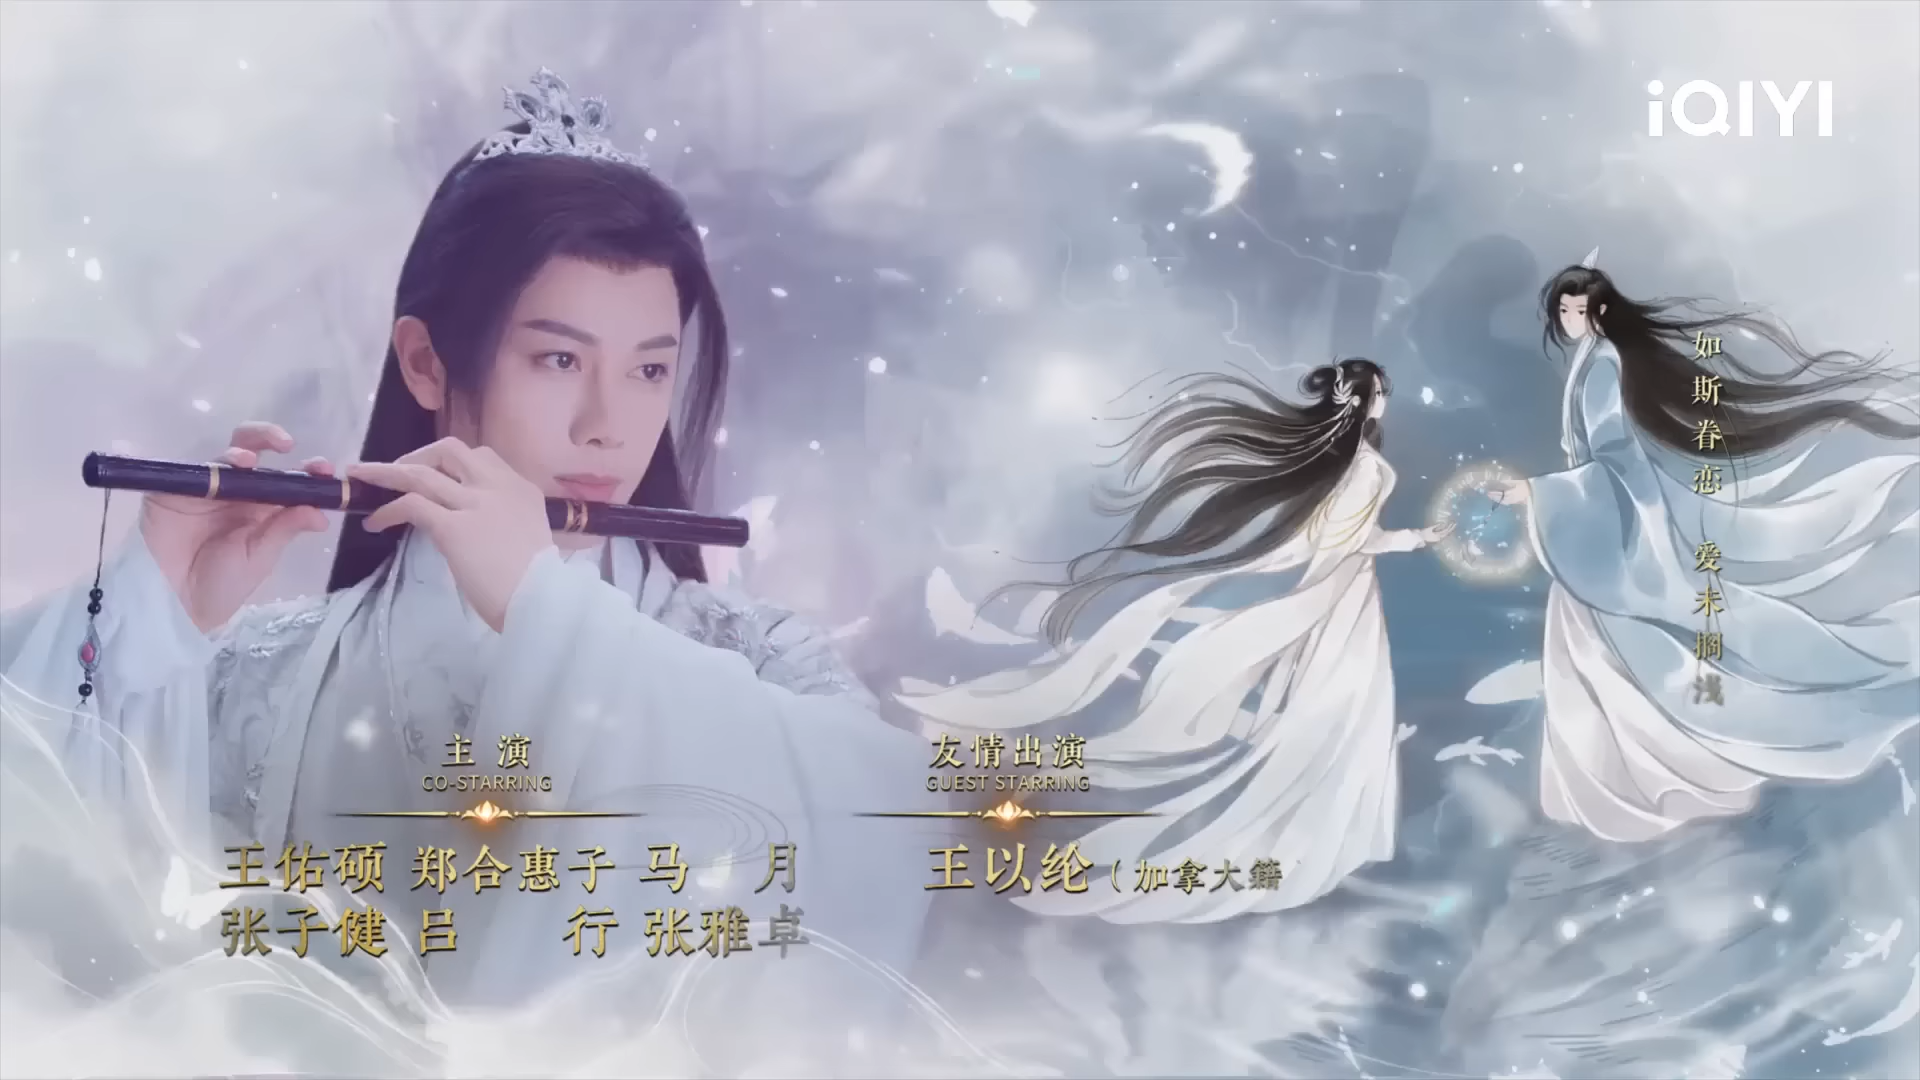 iQIYI
如斯眷恋 爱未搁浅
主演
CO-STARRING
王佑硕 郑合惠子 马月
张子健 吕行 张雅卓
友情出演
GUEST STARRING
王以纶（加拿大籍